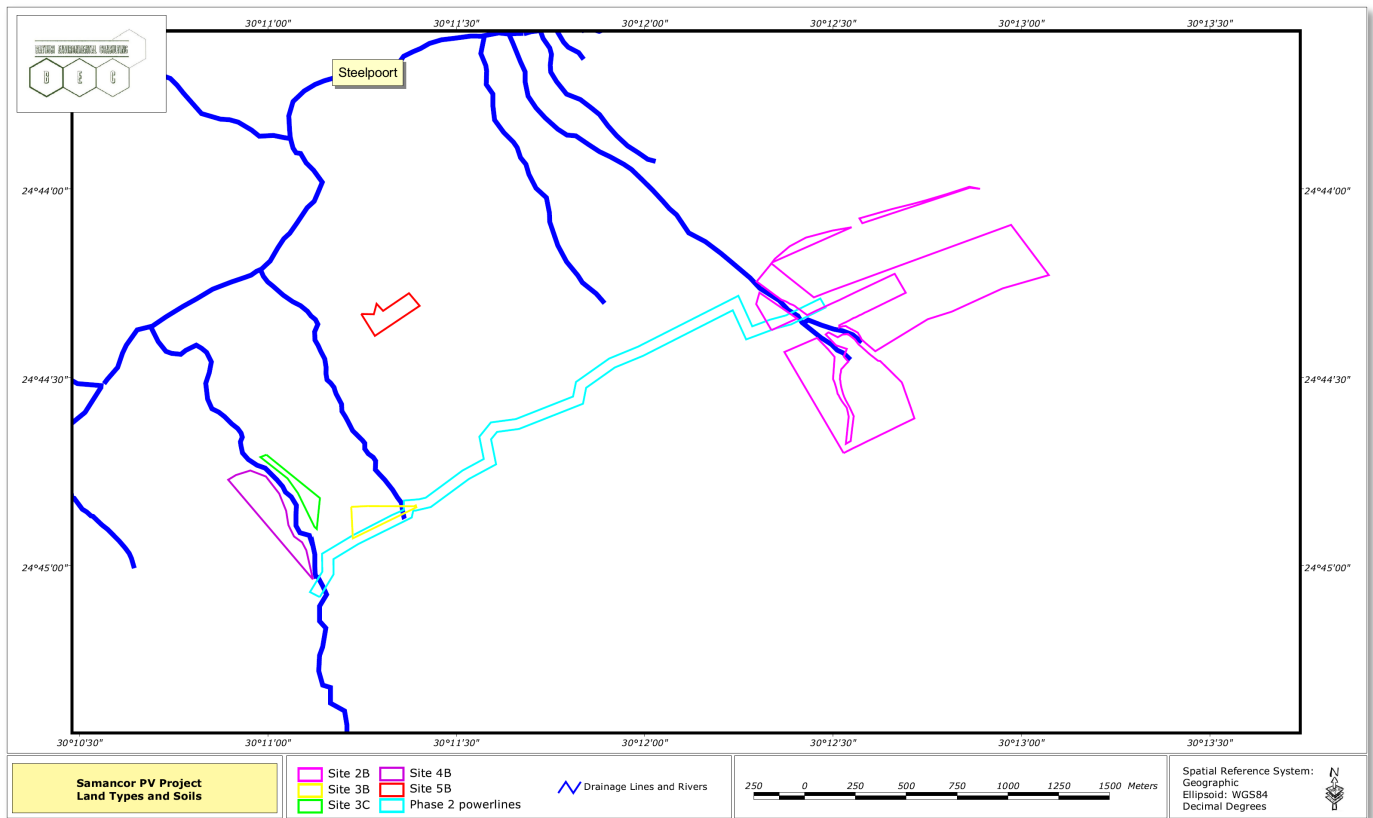 30°11'00" 30°11'30" 30°12'00" 30°12'30" 30°13'00" 30°13'30"
B E C
Steelpoort
24°44'00" 24°44'00"
24°44'30" 24°44'30"
24°45'00" 24°45'00"
30°10'30" 30°11'00" 30°11'30" 30°12'00" 30°12'30" 30°13'00" 30°13'30"
Samancor PV Project
Land Types and Soils
Site 2B
Site 3B
Site 3C
Site 4B
Site 5B
Phase 2 powerlines
Drainage Lines and Rivers
250 0 250 500 750 1000 1250 1500 Meters
Spatial Reference System:
Geographic
Ellipsoid: WGS84
Decimal Degrees
N